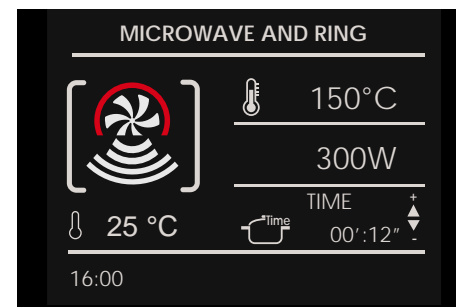 MICROWAVE AND RING
150°C
300W
25 °C
Time
TIME
00':12"
+
-
16:00